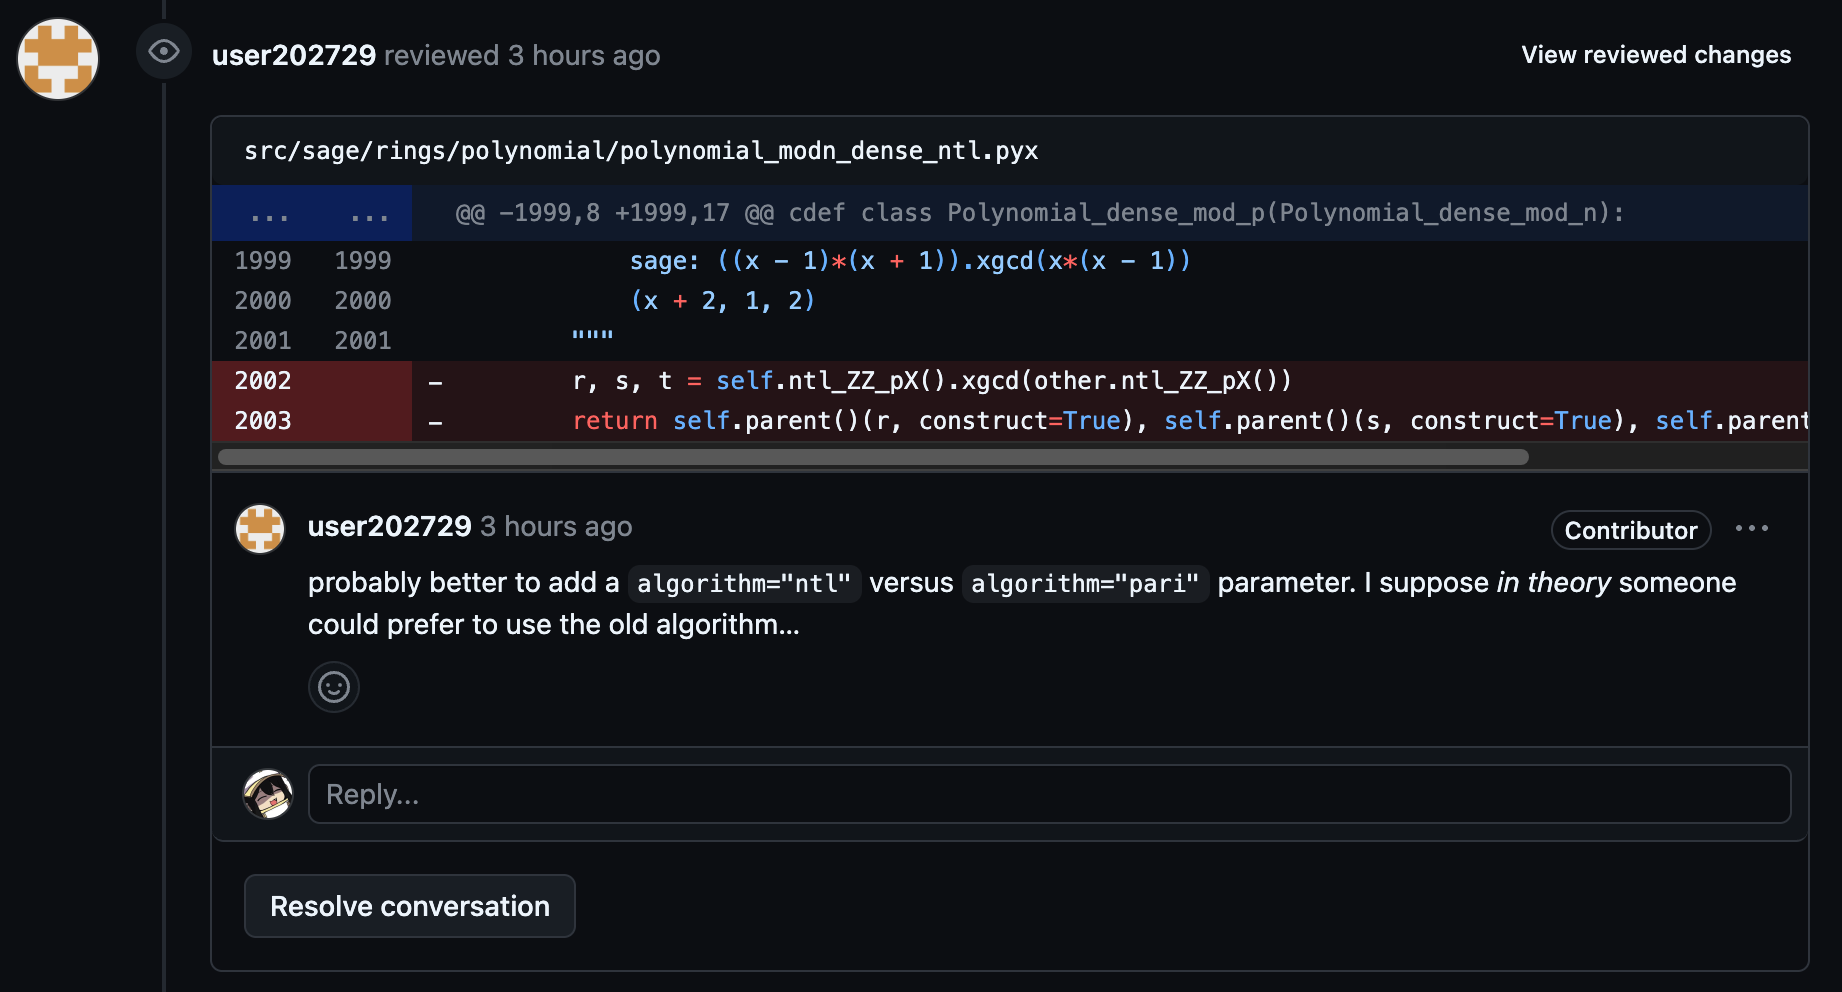 user202729 reviewed 3 hours ago
View reviewed changes
src/sage/rings/polynomial/polynomial_modn_dense_ntl.pyx
... ... @@ -1999,8 +1999,17 @@ cdef class Polynomial_dense_mod_p(Polynomial_dense_mod_n):
1999 1999 sage: ((x - 1)*(x + 1)).xgcd(x*(x - 1))
2000 2000 (x + 2, 1, 2)
2001 2001 """
2002 - r, s, t = self.ntl_ZZ_pX().xgcd(other.ntl_ZZ_pX())
2003 - return self.parent()(r, construct=True), self.parent()(s, construct=True), self.parent
user202729 3 hours ago
Contributor
probably better to add a algorithm="ntl" versus algorithm="pari" parameter. I suppose in theory someone
could prefer to use the old algorithm...
Reply...
Resolve conversation